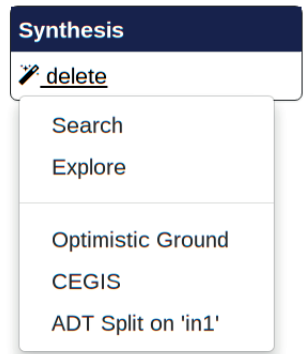 Synthesis
delete
Search
Explore
Optimistic Ground
CEGIS
ADT Split on 'in1'